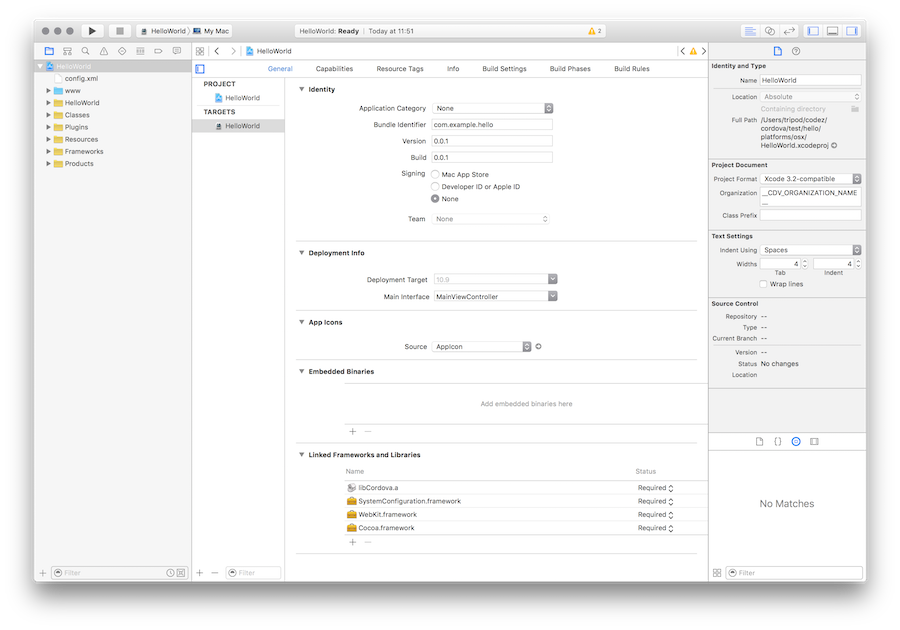 HelloWorld
My Mac
HelloWorld: Ready
Today at 11:51
2
HelloWorld
config.xml
www
HelloWorld
Classes
Plugins
Resources
Frameworks
Products
Filter
HelloWorld
General
Capabilities
Resource Tags
Info
Build Settings
Build Phases
Build Rules
PROJECT
HelloWorld
TARGETS
HelloWorld
Filter
Identity
Application Category None
Bundle Identifier com.example.hello
Version 0.0.1
Build 0.0.1
Signing Mac App Store
Developer ID or Apple ID
None
Team None
Deployment Info
Deployment Target 10.9
Main Interface MainViewController
App Icons
Source AppIcon
Embedded Binaries
Add embedded binaries here
Linked Frameworks and Libraries
Name Status
libCordova.a Required
SystemConfiguration.framework Required
WebKit.framework Required
Cocoa.framework Required
Identity and Type
Name HelloWorld
Location Absolute
Containing directory
Full Path /Users/tripod/codez/
cordova/test/hello/
platforms/osx/
HelloWorld.xcodeproj
Project Document
Project Format Xcode 3.2-compatible
Organization __CDV_ORGANIZATION_NAME
...
Class Prefix
Text Settings
Indent Using Spaces
Widths 4 4
Tab Indent
Wrap lines
Source Control
Repository --
Type --
Current Branch --
Version --
Status No changes
Location
No Matches
Filter